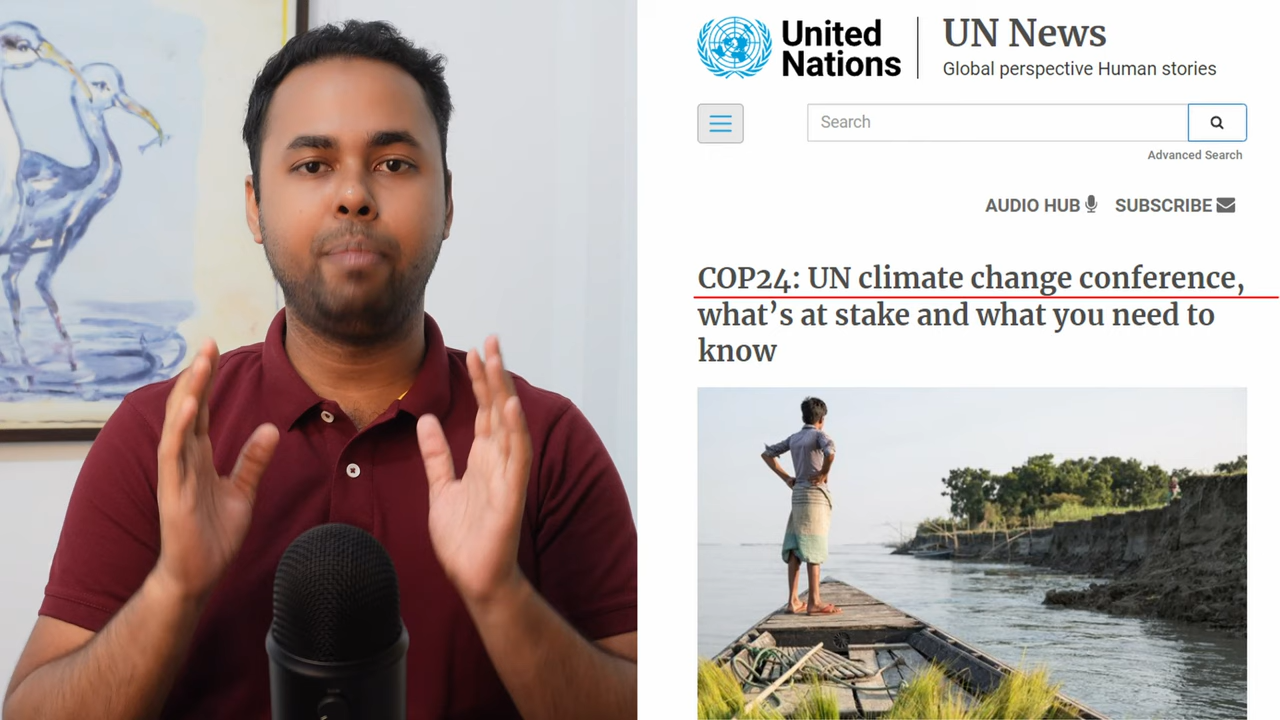 United
Nations
UN News
Global perspective Human stories
Search
Advanced Search
AUDIO HUB
SUBSCRIBE
COP24: UN climate change conference,
what’s at stake and what you need to
know